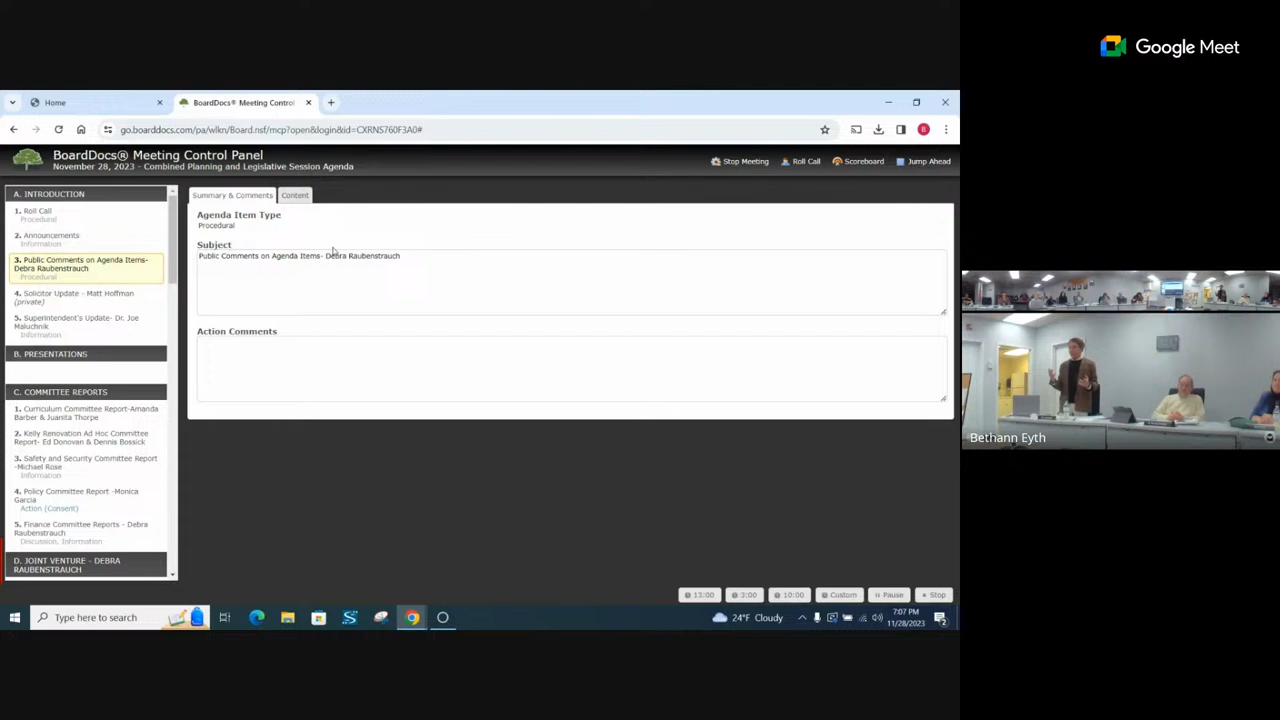 Google Meet
Home
BoardDocs® Meeting Control
go.boarddocs.com/pa/wlkn/Board.nsf/mcp?open&login&id=CXRNS760F3A0#
B
BoardDocs® Meeting Control Panel
November 28, 2023 - Combined Planning and Legislative Session Agenda
Stop Meeting
Roll Call
Scoreboard
Jump Ahead
A. INTRODUCTION
1. Roll Call
Procedural
2. Announcements
Information
3. Public Comments on Agenda Items-
Debra Raubenstrauch
Procedural
4. Solicitor Update - Matt Hoffman
(private)
5. Superintendent's Update- Dr. Joe
Maluchnik
Information
B. PRESENTATIONS
C. COMMITTEE REPORTS
1. Curriculum Committee Report-Amanda
Barber & Juanita Thorpe
2. Kelly Renovation Ad Hoc Committee
Report- Ed Donovan & Dennis Bossick
3. Safety and Security Committee Report
-Michael Rose
Information
4. Policy Committee Report -Monica
Garcia
Action (Consent)
5. Finance Committee Reports - Debra
Raubenstrauch
Discussion, Information
D. JOINT VENTURE - DEBRA
RAUBENSTRAUCH
Summary & Comments
Content
Agenda Item Type
Procedural
Subject
Public Comments on Agenda Items- Debra Raubenstrauch
Action Comments
13:00
3:00
10:00
Custom
Pause
Stop
Type here to search
24°F Cloudy
7:07 PM
11/28/2023
2
Bethann Eyth